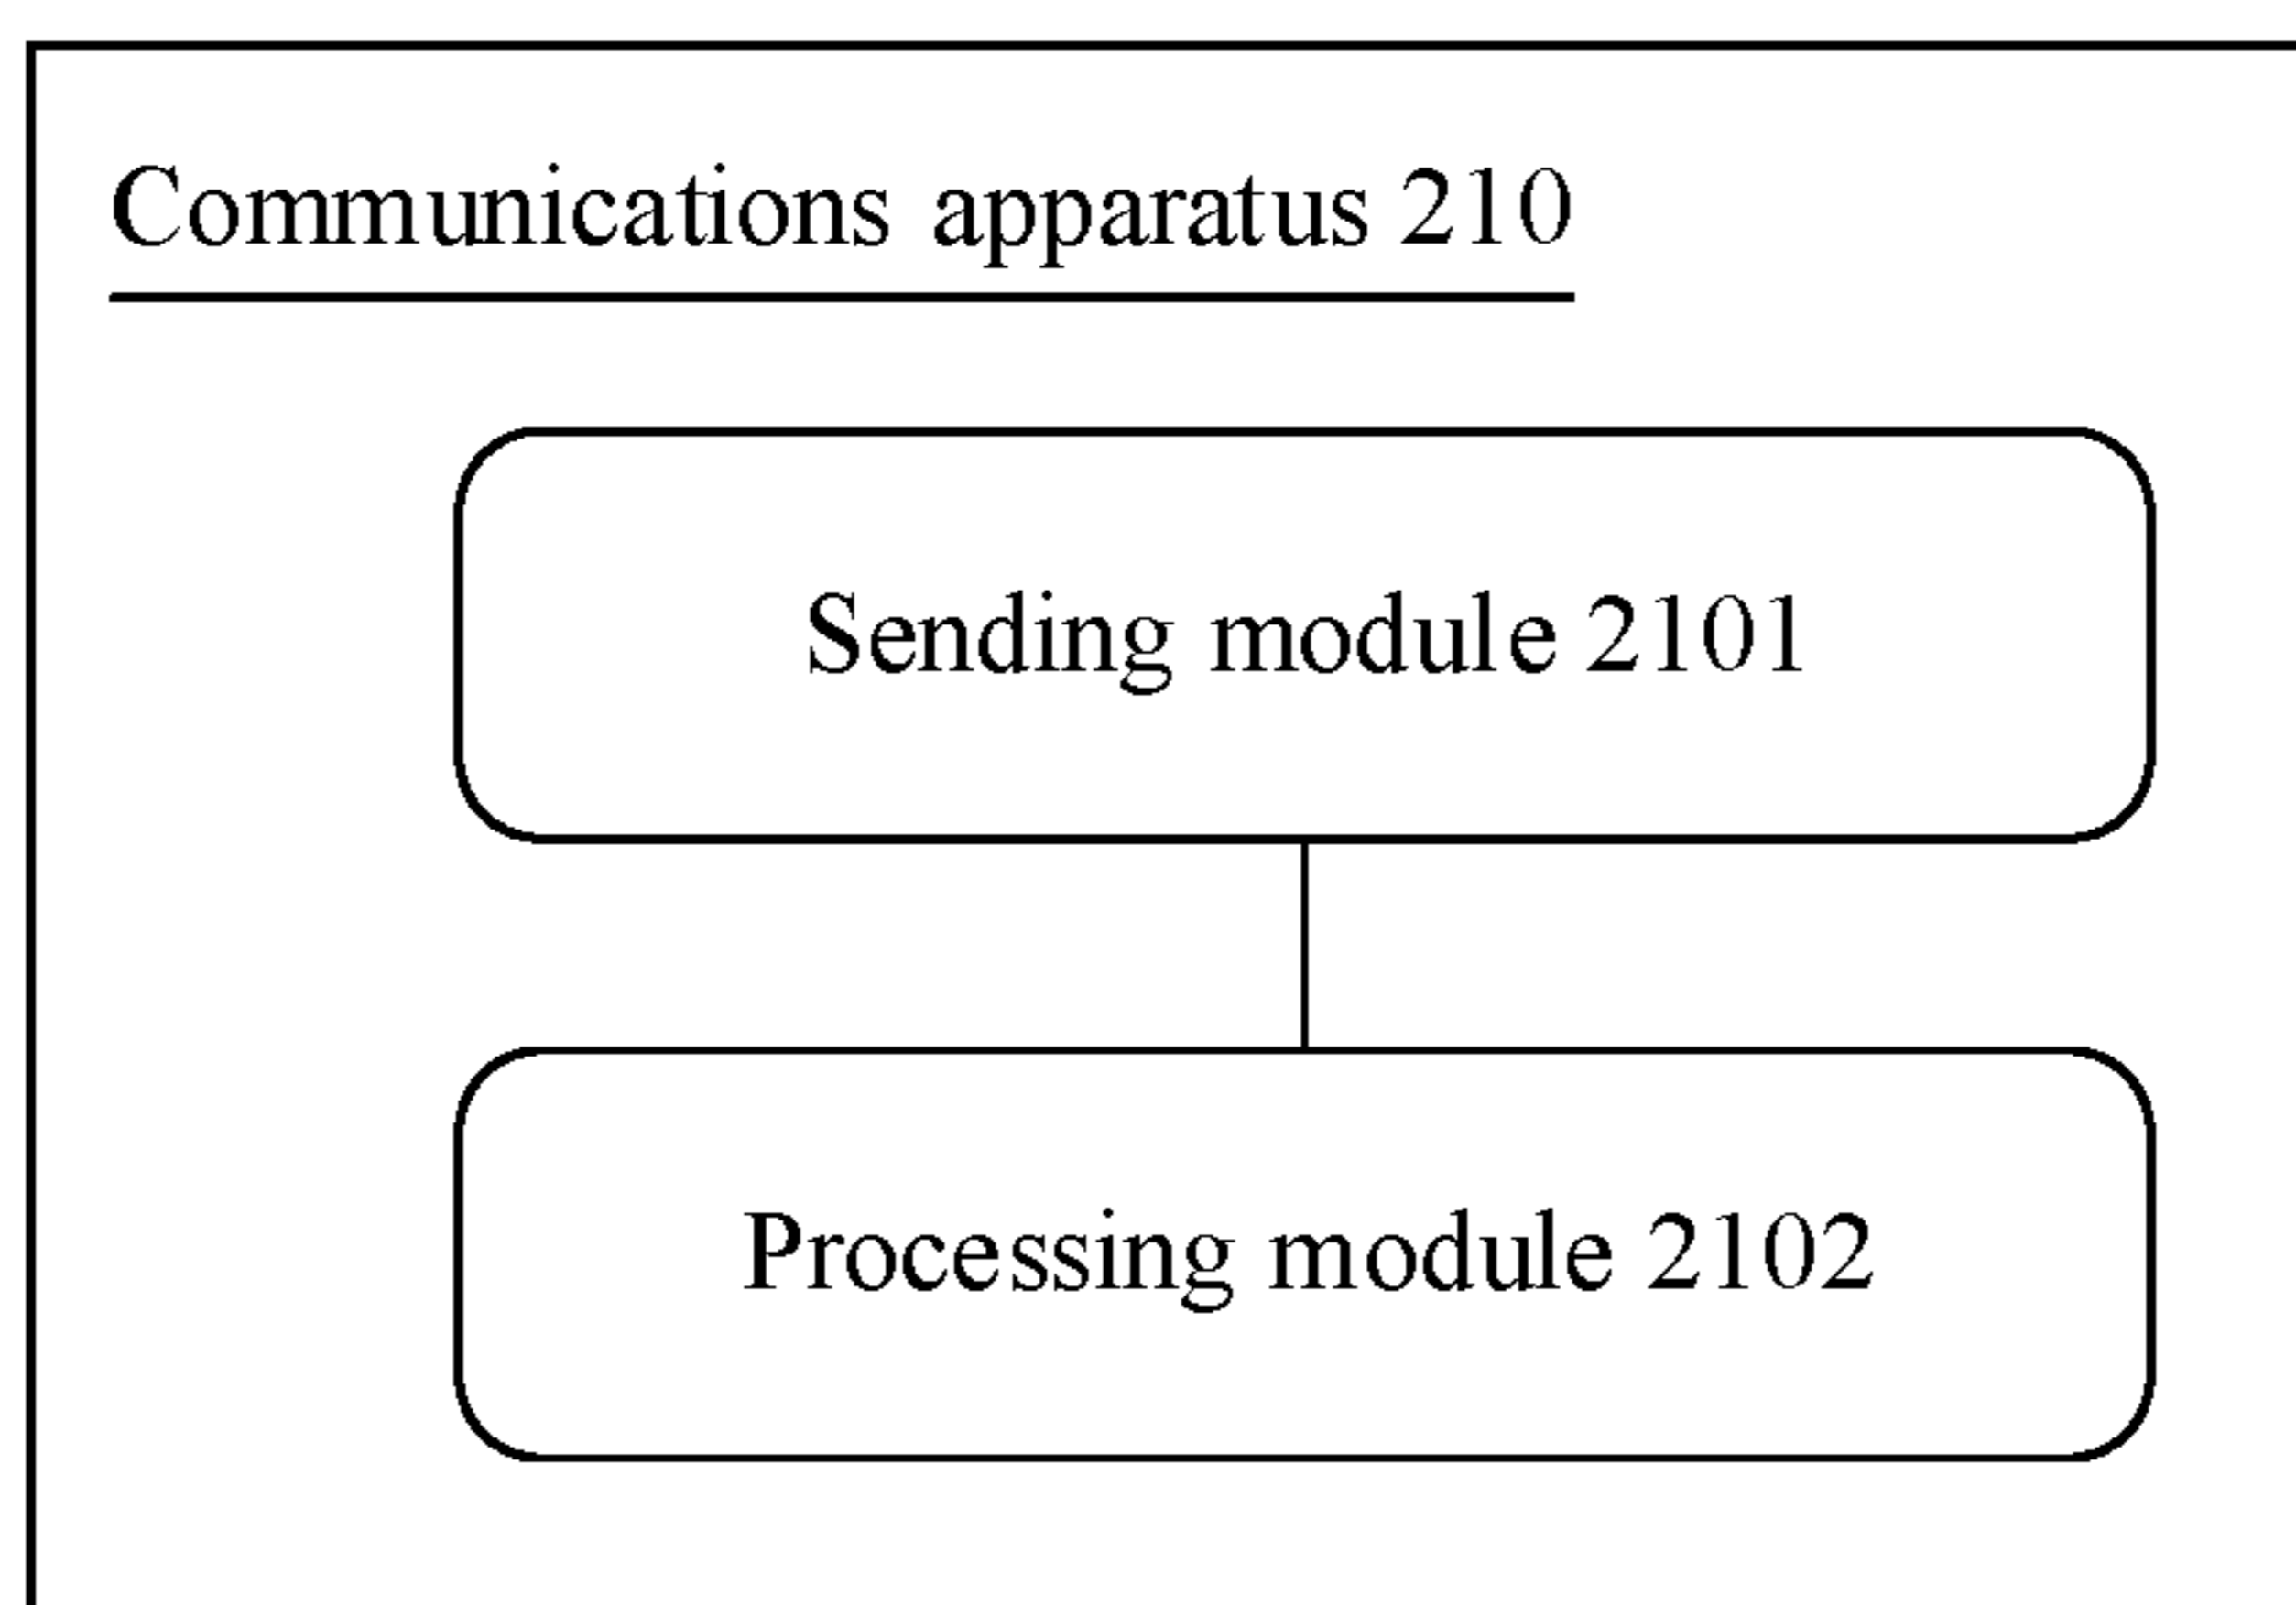 Communications apparatus 210
Sending module 2101
Processing module 2102